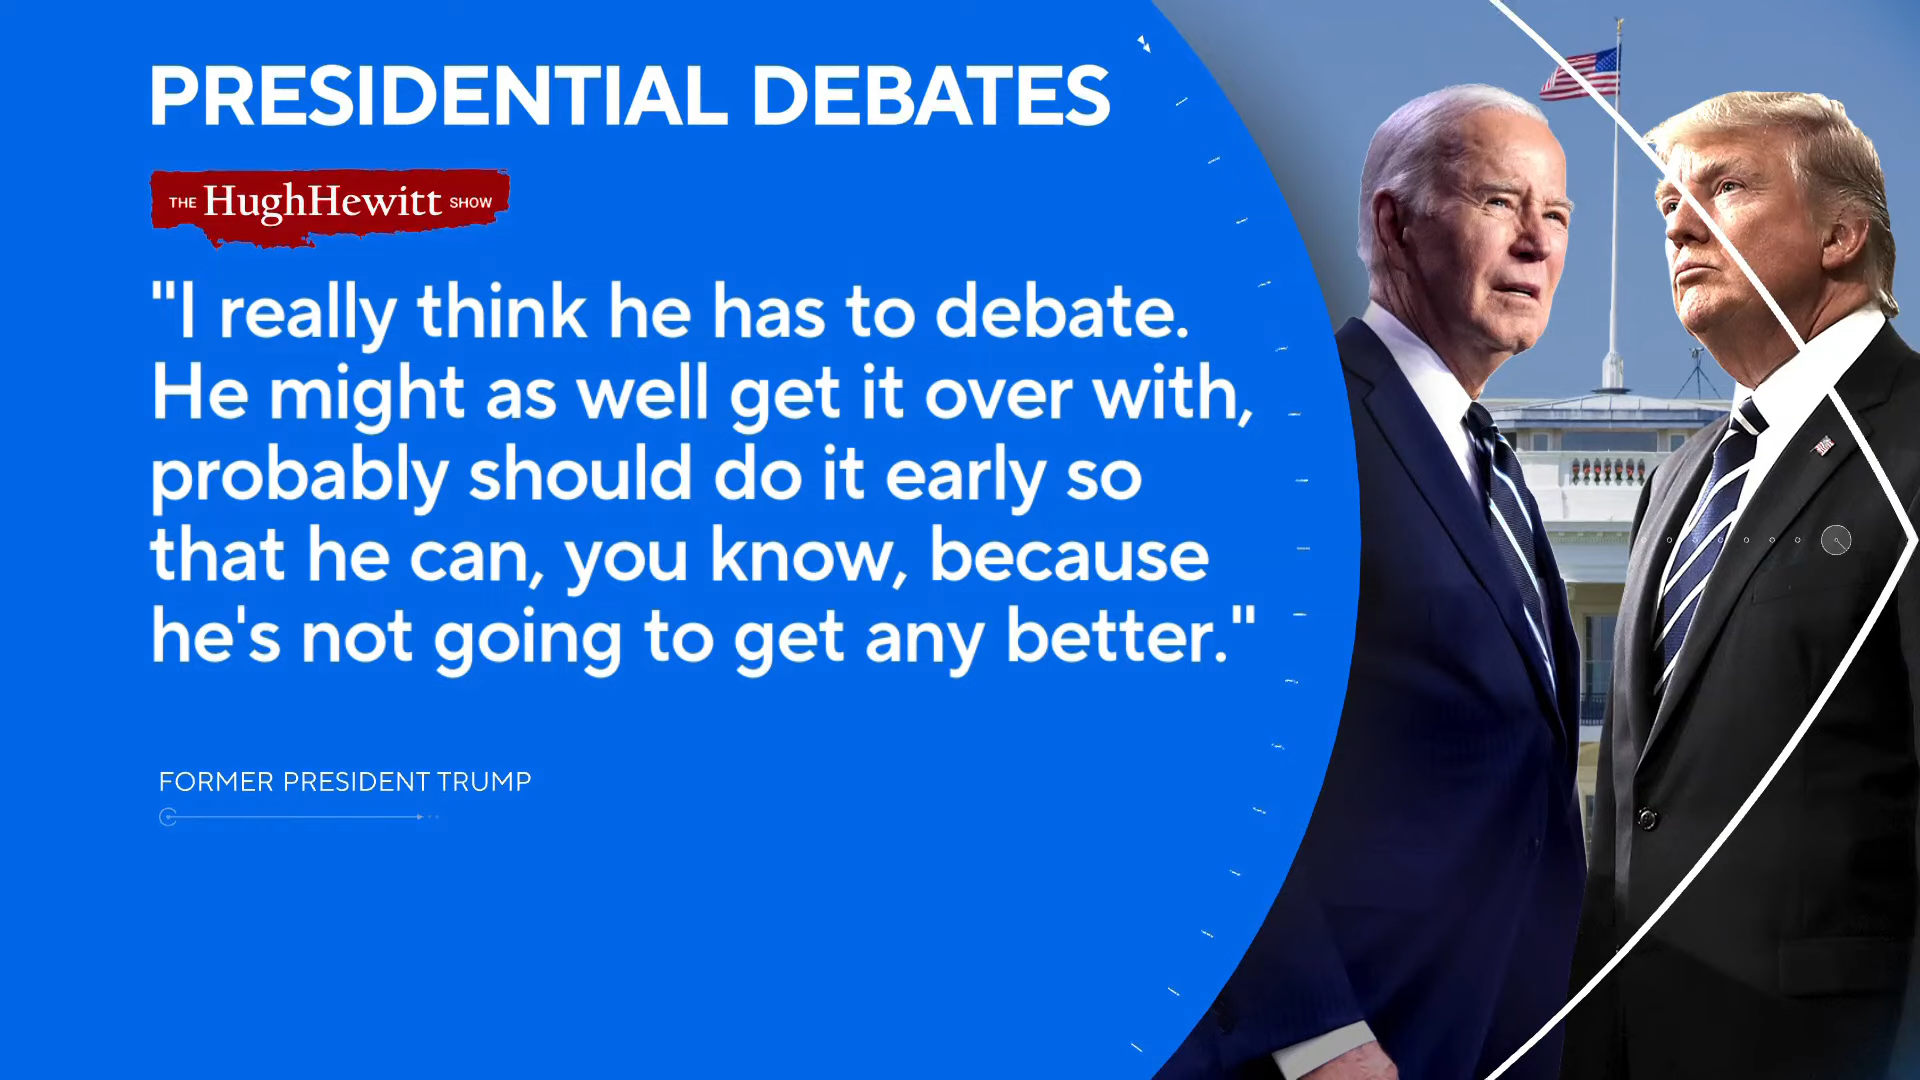 PRESIDENTIAL DEBATES
THE HughHewitt SHOW
"I really think he has to debate.
He might as well get it over with,
probably should do it early so
that he can, you know, because
he's not going to get any better."
FORMER PRESIDENT TRUMP